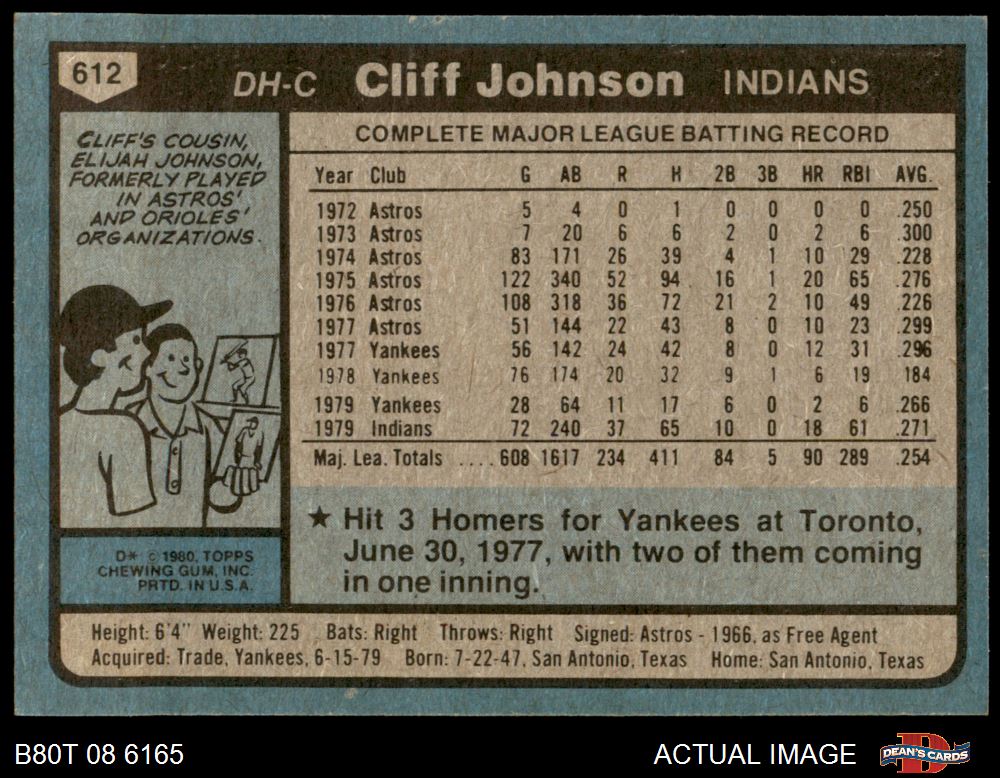 612
DH-C Cliff Johnson INDIANS
CLIFF'S COUSIN,
ELIJAH JOHNSON,
FORMERLY PLAYED
IN ASTROS'
AND ORIOLES'
ORGANIZATIONS.
COMPLETE MAJOR LEAGUE BATTING RECORD
Year Club G AB R H 2B 3B HR RBI AVG.
1972 Astros 5 4 0 1 0 0 0 0 .250
1973 Astros 7 20 6 6 2 0 2 6 .300
1974 Astros 83 171 26 39 4 1 10 29 .228
1975 Astros 122 340 52 94 16 1 20 65 .276
1976 Astros 108 318 36 72 21 2 10 49 .226
1977 Astros 51 144 22 43 8 0 10 23 .299
1977 Yankees 56 142 24 42 8 0 12 31 .296
1978 Yankees 76 174 20 32 9 1 6 19 184
1979 Yankees 28 64 11 17 6 0 2 6 .266
1979 Indians 72 240 37 65 10 0 18 61 .271
Maj. Lea. Totals .... 608 1617 234 411 84 5 90 289 .254
★ Hit 3 Homers for Yankees at Toronto,
June 30, 1977, with two of them coming
in one inning.
D* © 1980, TOPPS
CHEWING GUM, INC.
PRTD. IN U.S.A.
Height: 6'4" Weight: 225 Bats: Right Throws: Right Signed: Astros - 1966, as Free Agent
Acquired: Trade, Yankees, 6-15-79 Born: 7-22-47, San Antonio, Texas Home: San Antonio, Texas
B80T 08 6165
ACTUAL IMAGE
DEAN'S CARDS